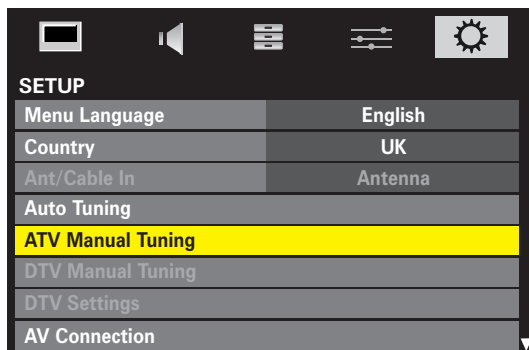 SETUP
Menu Language English
Country UK
Ant/Cable In Antenna
Auto Tuning
ATV Manual Tuning
DTV Manual Tuning
DTV Settings
AV Connection